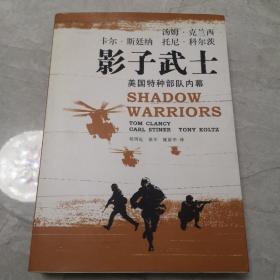 汤姆·克兰西
卡尔·斯廷纳 托尼·科尔茨
影子武士
美国特种部队内幕
SHADOW
WARRIORS
TOM CLANCY
CARL STINER TONY KOLTZ